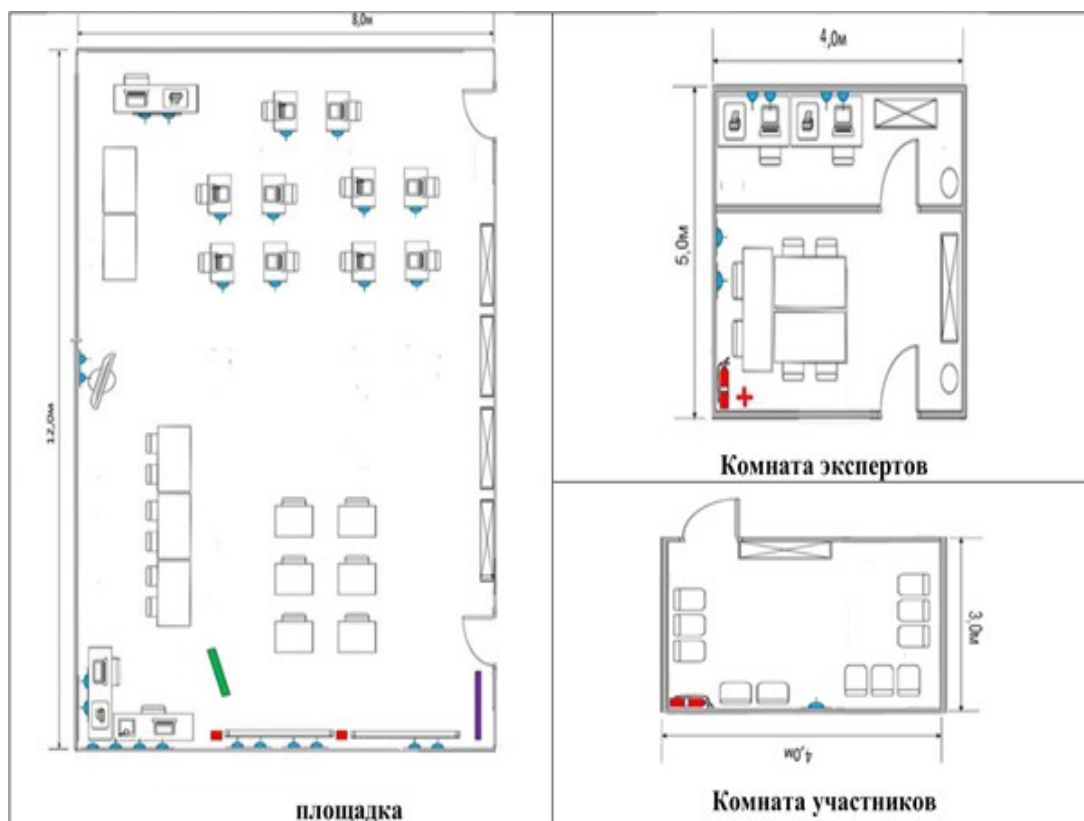 8,0м
12,0м
площадка
4,0м
5,0м
Комната экспертов
3,0м
4,0м
Комната участников